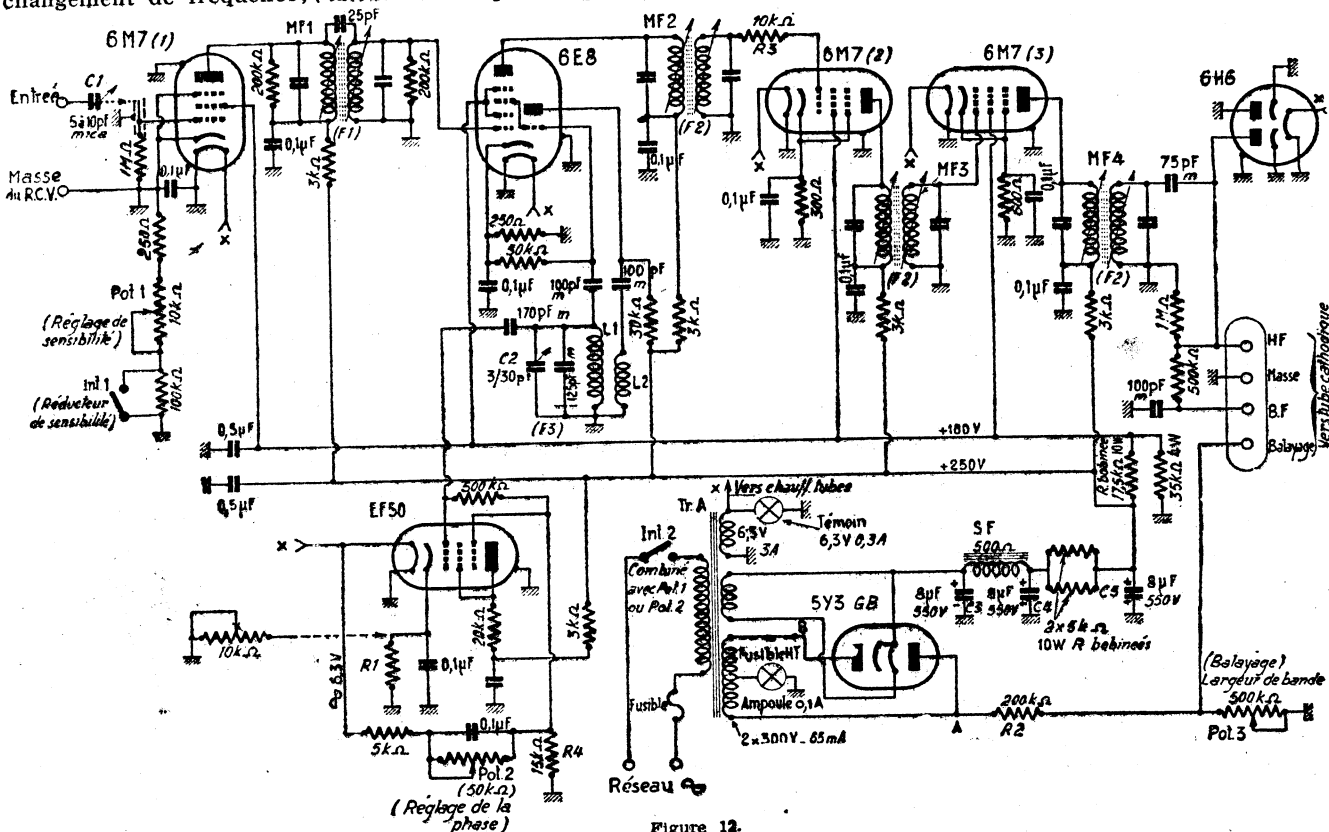 changement de fréquence,
6M7 (1)
MF1
25pF
6E8
MF2
10kΩ
R3
6M7(2)
6M7 (3)
6H6
C1
Entrée
5 à 10pF
mica
1MΩ
0,1µF
Masse
du R.C.V.
200kΩ
0,1µF
(F1)
3kΩ
200kΩ
x
(F2)
0,1µF
x
0,1µF
300Ω
x
MF3
600Ω
0,1µF
MF4
75pF
m
x
250Ω
Pot.1
10kΩ
(Réglage de
sensibilité)
Int.1
(Réducteur
de sensibilité)
100kΩ
x
x
250Ω
50kΩ
0,1µF
100pF
m
100pF
m
170pF m
C2
3/30pF
125pF m
L1
L2
(F3)
30kΩ
3kΩ
0,1µF
(F2)
3kΩ
0,1µF
(F2)
3kΩ
1MΩ
500kΩ
100pF
m
HF
Masse
B.F
Balayage
Vers tube cathodique
0,5µF
+180V
0,5µF
+250V
R bobinée
17,5kΩ 10W
35kΩ 4W
500kΩ
EF50
x
Tr. A
x Vers chauff. tubes
6,3V
3A
Témoin
6,3V 0,3A
Int. 2
Combiné
avec Pot.1
ou Pot.2
SF
500Ω
8µF
550V
C3
8µF
550V
C4
C5
8µF
550V
2x5kΩ
10W R bobinées
5Y3 GB
B
Fusible HT
Ampoule 0,1A
Fusible
2x300V_65mA
A
200kΩ
R2
(Balayage)
Largeur de bande
500kΩ
Pot.3
10kΩ
R1
0,1µF
20kΩ
3kΩ
6,3V
5kΩ
0,1µF
Pot.2
(50kΩ)
(Réglage de la
phase)
15kΩ
R4
Réseau
Figure 12.